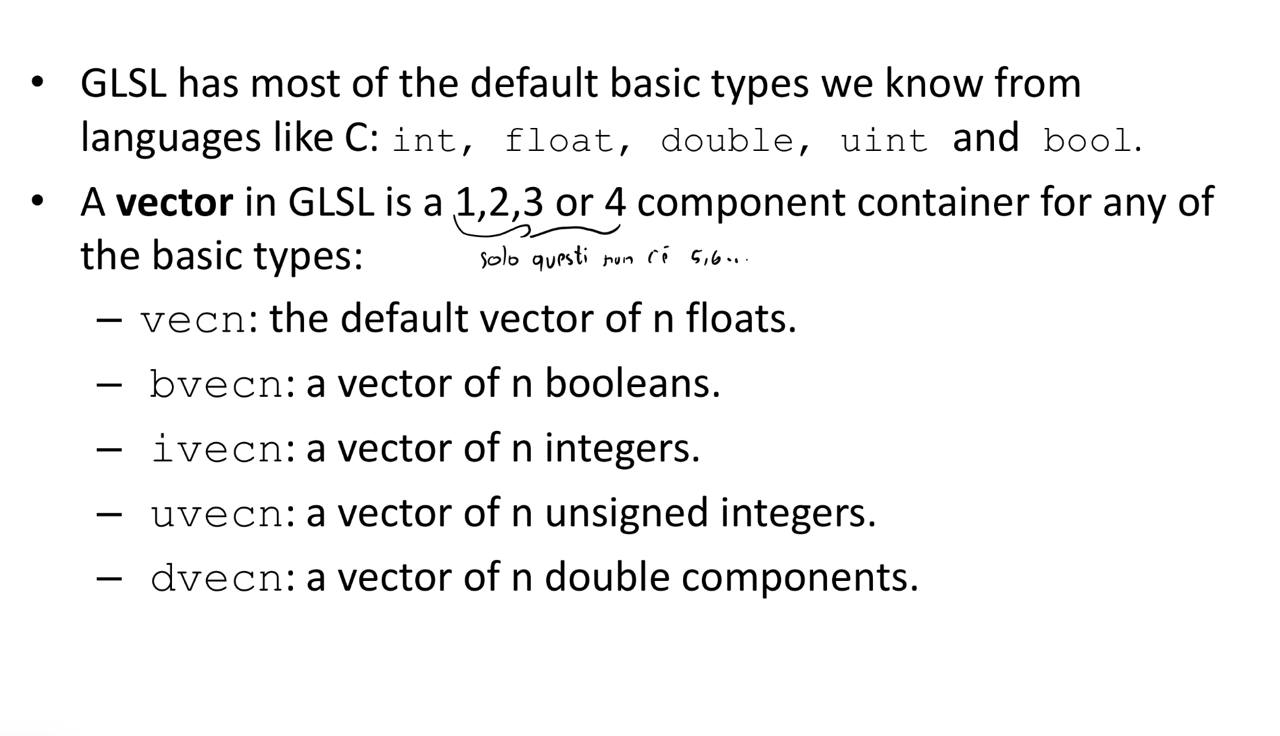 • GLSL has most of the default basic types we know from
languages like C: int, float, double, uint and bool.
• A vector in GLSL is a 1,2,3 or 4 component container for any of
the basic types:
solo questi non c'è 5,6...
– vecn: the default vector of n floats.
– bvecn: a vector of n booleans.
– ivecn: a vector of n integers.
– uvecn: a vector of n unsigned integers.
– dvecn: a vector of n double components.